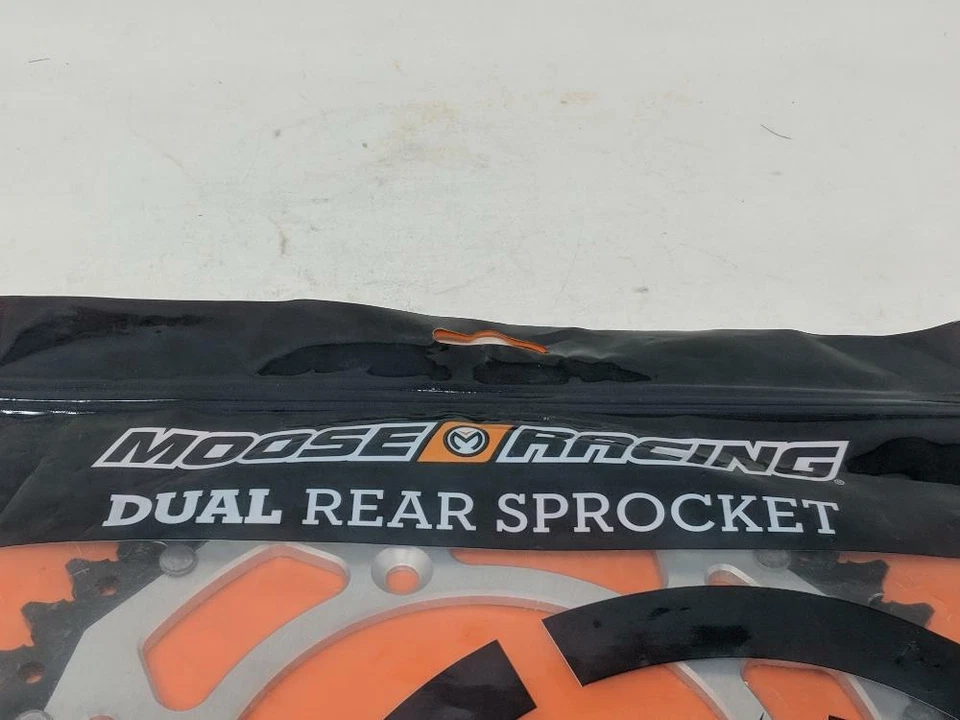 MOOSE RACING®
DUAL REAR SPROCKET